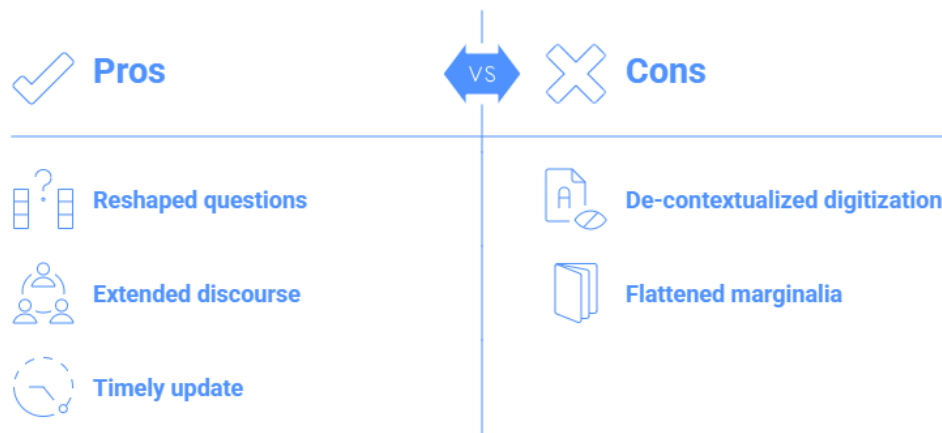 Pros
VS
Cons
Reshaped questions
A
De-contextualized digitization
Extended discourse
Flattened marginalia
Timely update